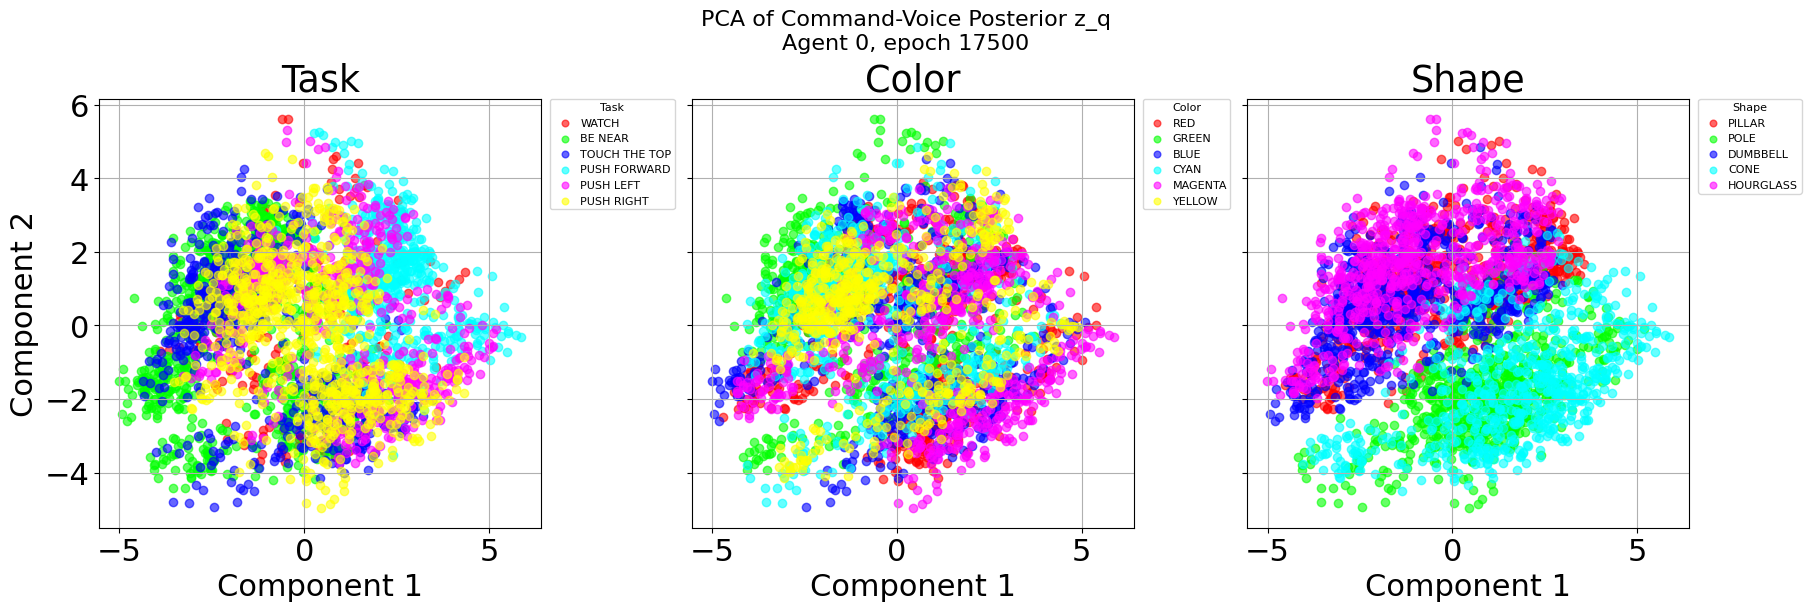 PCA of Command-Voice Posterior z_q
Agent 0, epoch 17500
Task
Component 2
6
4
2
0
−2
−4
−5
0
5
Component 1
Task
WATCH
BE NEAR
TOUCH THE TOP
PUSH FORWARD
PUSH LEFT
PUSH RIGHT
Color
−5
0
5
Component 1
Color
RED
GREEN
BLUE
CYAN
MAGENTA
YELLOW
Shape
−5
0
5
Component 1
Shape
PILLAR
POLE
DUMBBELL
CONE
HOURGLASS